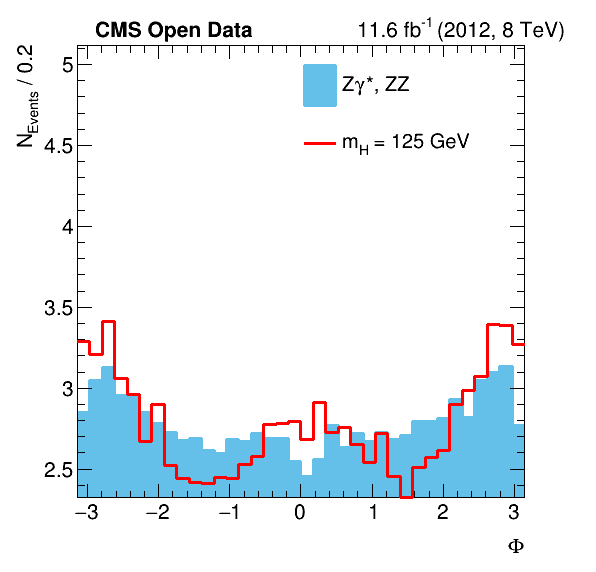 CMS Open Data 11.6 fb⁻¹ (2012, 8 TeV)
N_Events / 0.2
5
4.5
4
3.5
3
2.5
Zγ*, ZZ
m_H = 125 GeV
−3 −2 −1 0 1 2 3
Φ